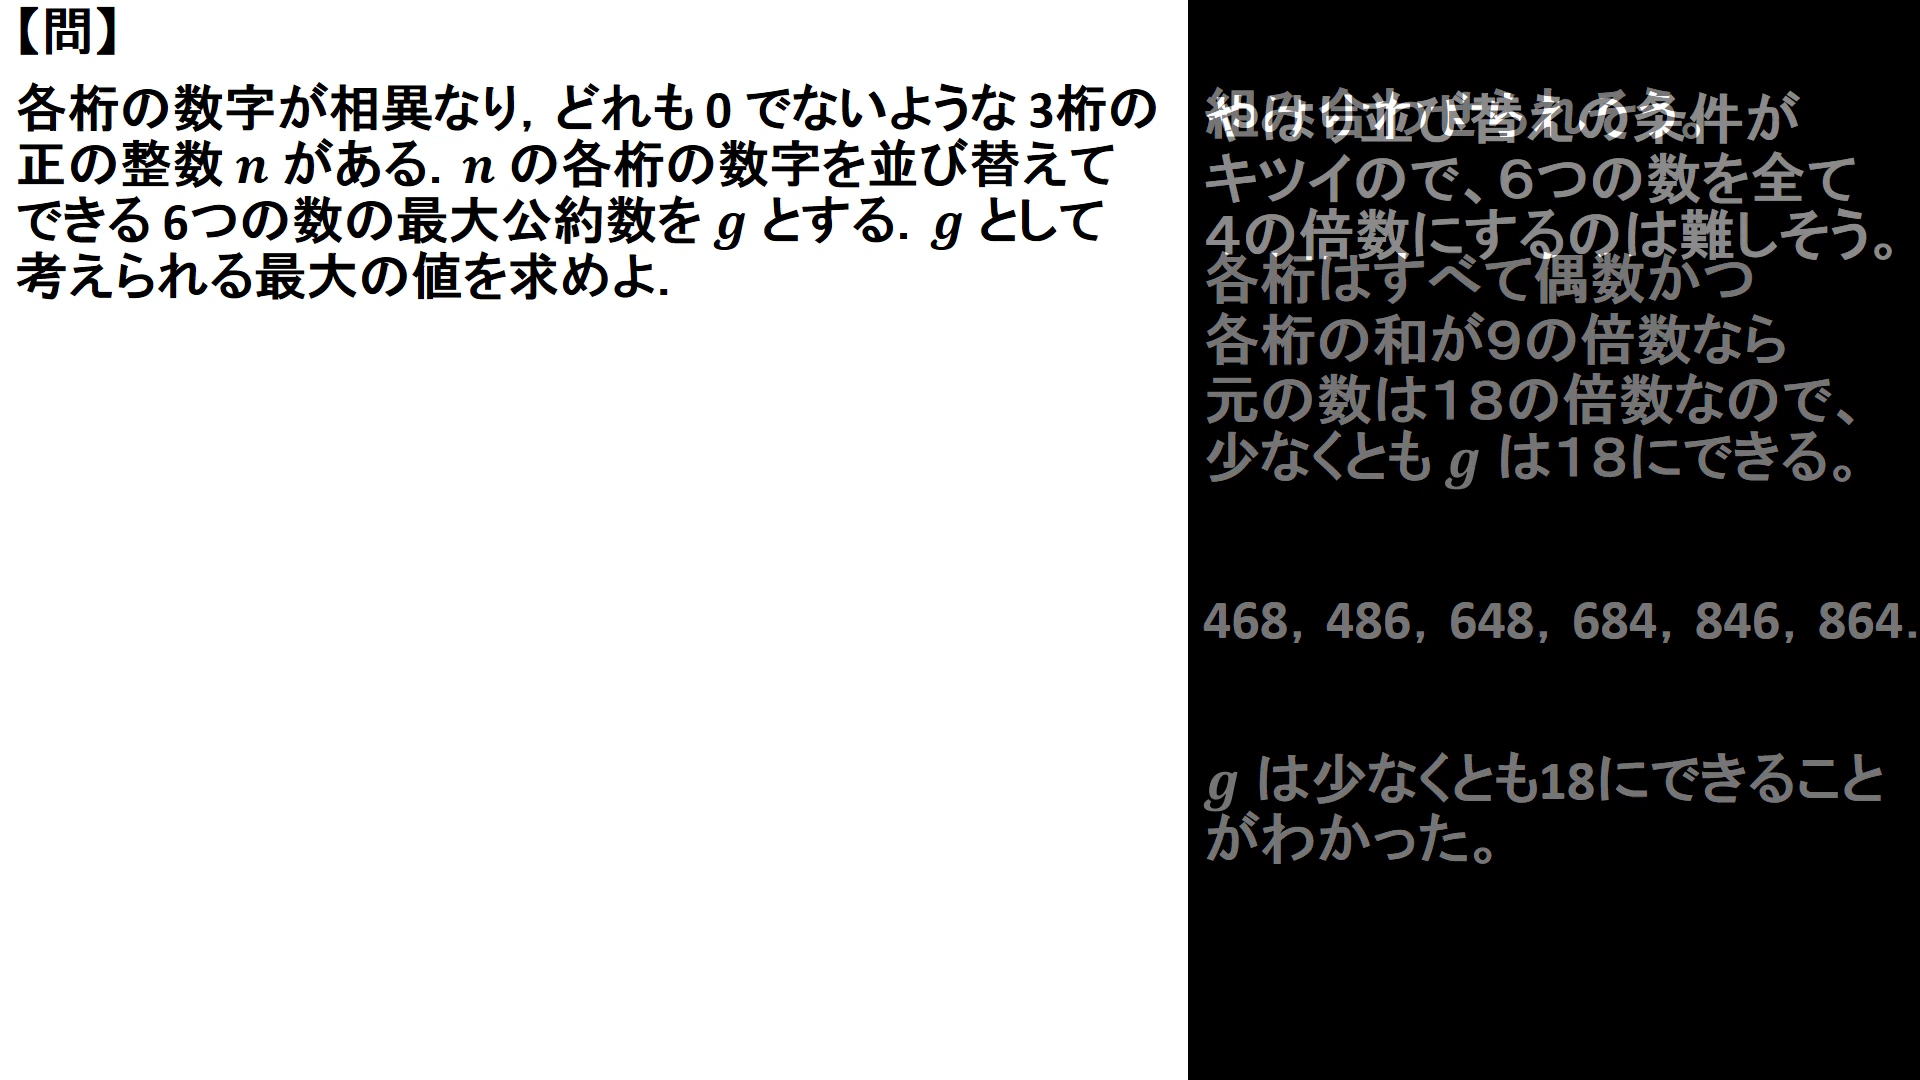 【問】
各桁の数字が相異なり, どれも 0 でないような 3桁の
正の整数 n がある. n の各桁の数字を並び替えて
できる 6つの数の最大公約数を g とする. g として
考えられる最大の値を求めよ.
キツイので、６つの数を全て
４の倍数にするのは難しそう。
各桁はすべて偶数かつ
各桁の和が９の倍数なら
元の数は１８の倍数なので、
少なくとも g は１８にできる。
468, 486, 648, 684, 846, 864.
g は少なくとも18にできること
がわかった。